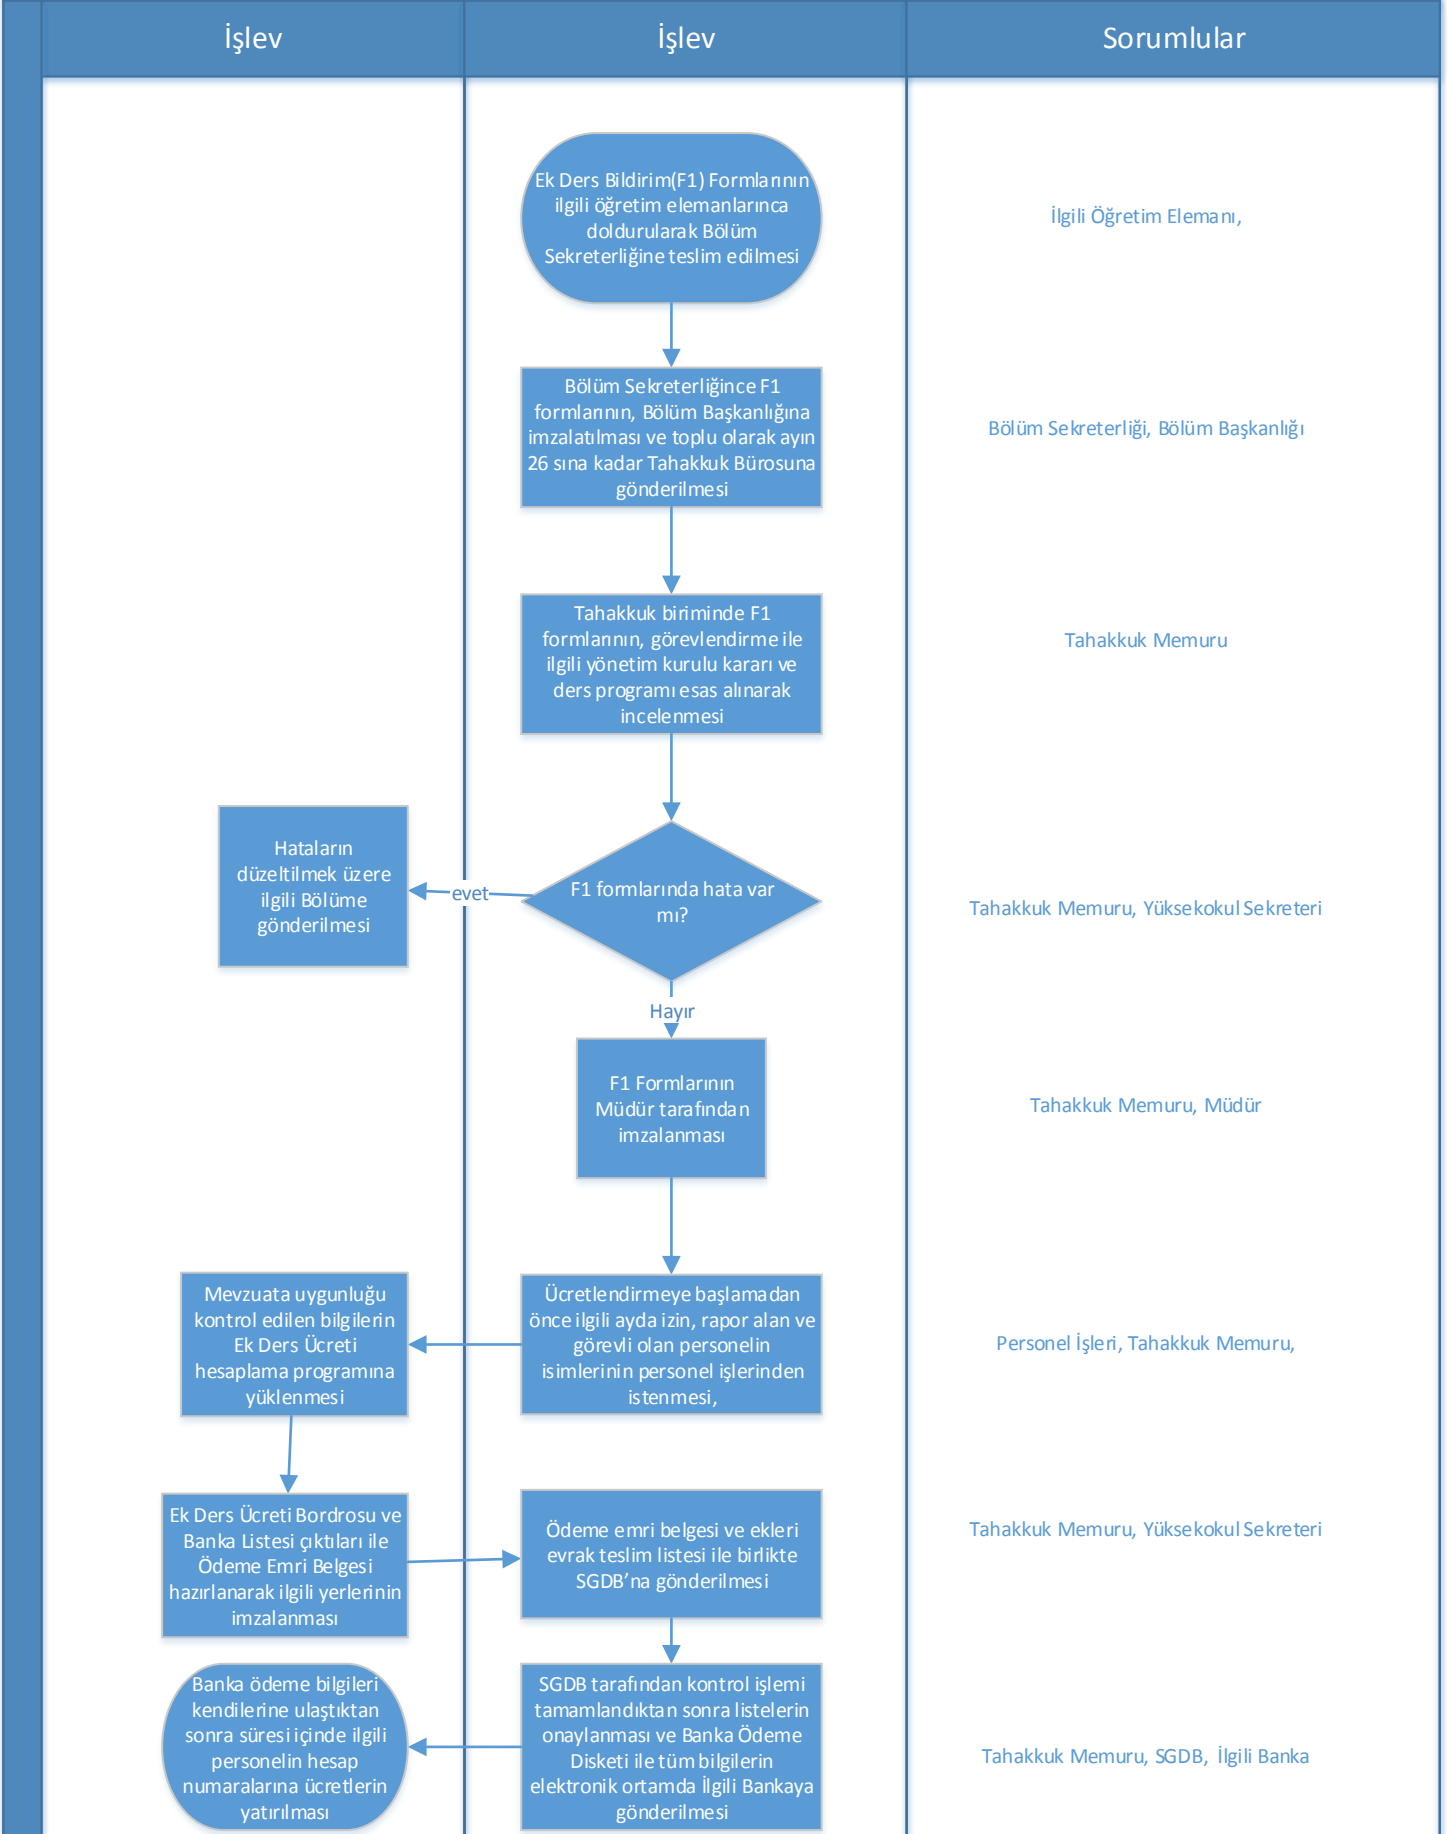 İşlev
İşlev
Sorumlular
Ek Ders Bildirim(F1) Formlarının
ilgili öğretim elemanlarınca
doldurularak Bölüm
Sekreterliğine teslim edilmesi
İlgili Öğretim Elemanı,
Bölüm Sekreterliğince F1
formlarının, Bölüm Başkanlığına
imzalatılması ve toplu olarak ayın
26 sına kadar Tahakkuk Bürosuna
gönderilmesi
Bölüm Sekreterliği, Bölüm Başkanlığı
Tahakkuk biriminde F1
formlarının, görevlendirme ile
ilgili yönetim kurulu kararı ve
ders programı esas alınarak
incelenmesi
Tahakkuk Memuru
Hataların
düzeltilmek üzere
ilgili Bölüme
gönderilmesi
evet
F1 formlarında hata var
mı?
Tahakkuk Memuru, Yüksekokul Sekreteri
Hayır
F1 Formlarının
Müdür tarafından
imzalanması
Tahakkuk Memuru, Müdür
Mevzuata uygunluğu
kontrol edilen bilgilerin
Ek Ders Ücreti
hesaplama programına
yüklenmesi
Ücretlendirmeye başlamadan
önce ilgili ayda izin, rapor alan ve
görevli olan personelin
isimlerinin personel işlerinden
istenmesi,
Personel İşleri, Tahakkuk Memuru,
Ek Ders Ücreti Bordrosu ve
Banka Listesi çıktıları ile
Ödeme Emri Belgesi
hazırlanarak ilgili yerlerinin
imzalanması
Ödeme emri belgesi ve ekleri
evrak teslim listesi ile birlikte
SGDB’na gönderilmesi
Tahakkuk Memuru, Yüksekokul Sekreteri
Banka ödeme bilgileri
kendilerine ulaştıktan
sonra süresi içinde ilgili
personelin hesap
numaralarına ücretlerin
yatırılması
SGDB tarafından kontrol işlemi
tamamlandıktan sonra listelerin
onaylanması ve Banka Ödeme
Disketi ile tüm bilgilerin
elektronik ortamda İlgili Bankaya
gönderilmesi
Tahakkuk Memuru, SGDB, İlgili Banka